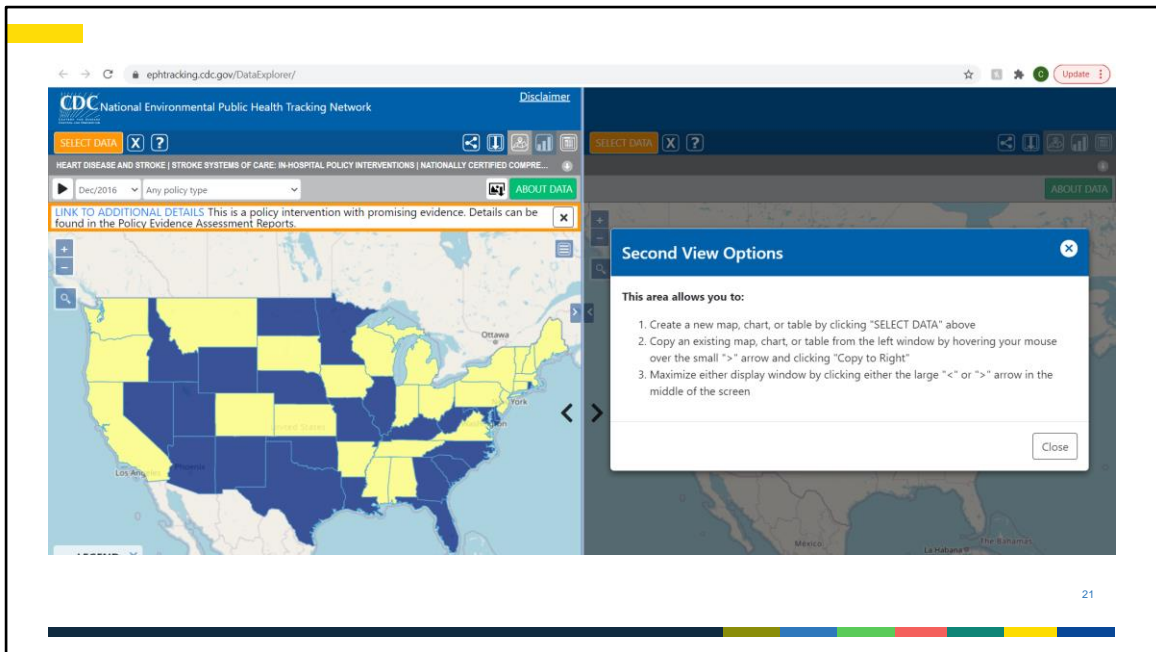 ephtracking.cdc.gov/DataExplorer/
Update
CDC National Environmental Public Health Tracking Network
Disclaimer
SELECT DATA X ?
HEART DISEASE AND STROKE | STROKE SYSTEMS OF CARE: IN-HOSPITAL POLICY INTERVENTIONS | NATIONALLY CERTIFIED COMPRE...
Dec/2016 Any policy type ABOUT DATA
LINK TO ADDITIONAL DETAILS This is a policy intervention with promising evidence. Details can be
found in the Policy Evidence Assessment Reports.
+
−
Ottawa
York
United States
Los Angeles
Phoenix
LEGEND
SELECT DATA X ?
ABOUT DATA
+
−
Second View Options
This area allows you to:
1. Create a new map, chart, or table by clicking "SELECT DATA" above
2. Copy an existing map, chart, or table from the left window by hovering your mouse
over the small ">" arrow and clicking "Copy to Right"
3. Maximize either display window by clicking either the large "<" or ">" arrow in the
middle of the screen
Close
México
La Habana
The Bahamas
21